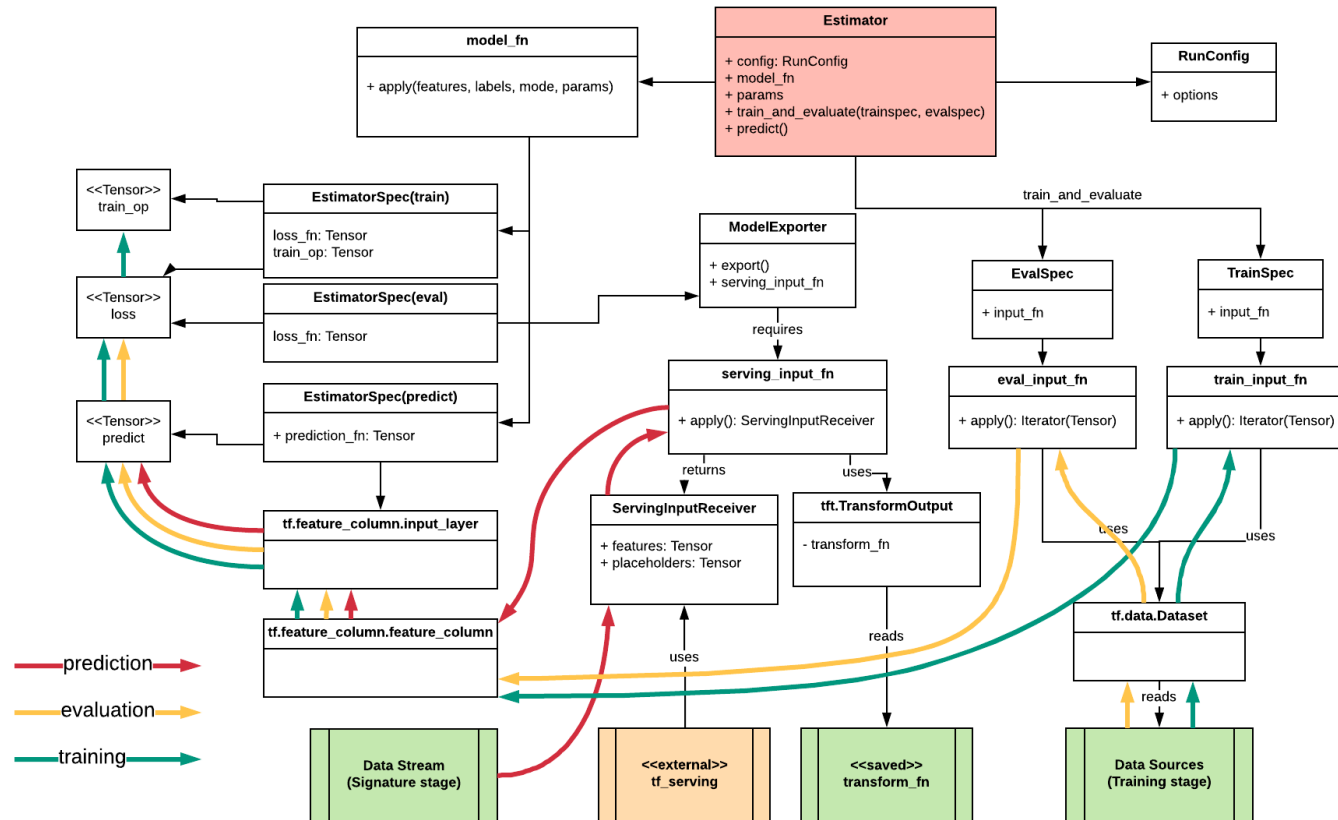 Estimator
+ config: RunConfig
+ model_fn
+ params
+ train_and_evaluate(trainspec, evalspec)
+ predict()
model_fn
+ apply(features, labels, mode, params)
RunConfig
+ options
train_and_evaluate
<<Tensor>>
train_op
EstimatorSpec(train)
loss_fn: Tensor
train_op: Tensor
ModelExporter
+ export()
+ serving_input_fn
EvalSpec
+ input_fn
TrainSpec
+ input_fn
<<Tensor>>
loss
EstimatorSpec(eval)
loss_fn: Tensor
requires
serving_input_fn
+ apply(): ServingInputReceiver
eval_input_fn
+ apply(): Iterator(Tensor)
train_input_fn
+ apply(): Iterator(Tensor)
<<Tensor>>
predict
EstimatorSpec(predict)
+ prediction_fn: Tensor
returns
uses
ServingInputReceiver
+ features: Tensor
+ placeholders: Tensor
tft.TransformOutput
- transform_fn
uses
uses
tf.feature_column.input_layer
tf.feature_column.feature_column
tf.data.Dataset
reads
uses
reads
prediction
evaluation
training
Data Stream
(Signature stage)
<<external>>
tf_serving
<<saved>>
transform_fn
Data Sources
(Training stage)